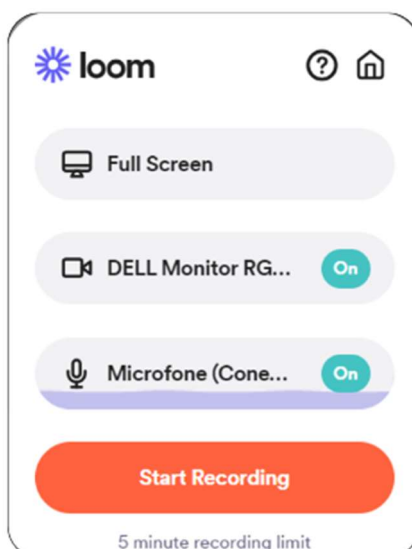 loom
Full Screen
DELL Monitor RG...
On
Microfone (Cone...
On
Start Recording
5 minute recording limit